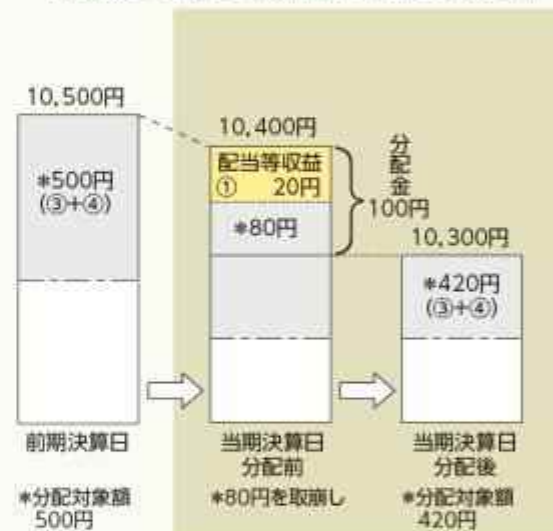 10,500円
*500円
(③+④)
前期決算日
*分配対象額
500円
10,400円
配当等収益
① 20円
*80円
分配金
100円
当期決算日
分配前
*80円を取崩し
10,300円
*420円
(③+④)
当期決算日
分配後
*分配対象額
420円